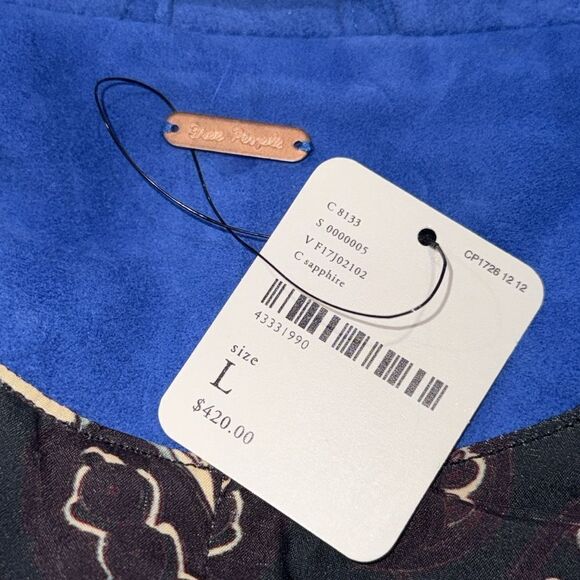 Free People
C 8133
S 0000005
V F17J02102
C sapphire
CP1726 12 12
43331990
size
L
$420.00